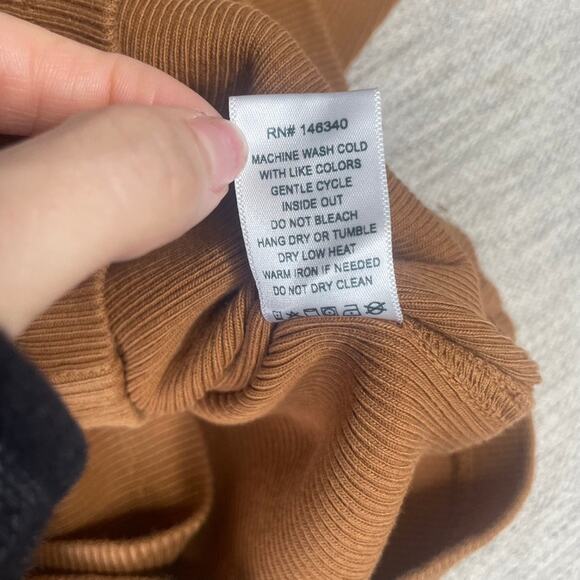 RN# 146340
MACHINE WASH COLD
WITH LIKE COLORS
GENTLE CYCLE
INSIDE OUT
DO NOT BLEACH
HANG DRY OR TUMBLE
DRY LOW HEAT
WARM IRON IF NEEDED
DO NOT DRY CLEAN